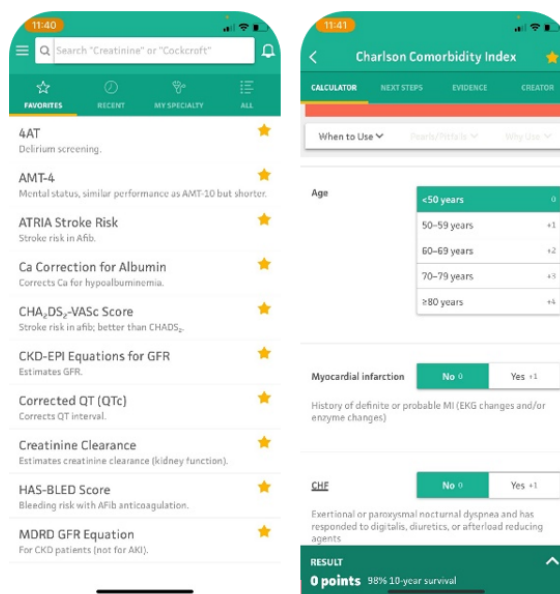 11:40
Search "Creatinine" or "Cockcroft"
FAVORITES
RECENT
MY SPECIALTY
ALL
4AT
Delirium screening.
AMT-4
Mental status, similar performance as AMT-10 but shorter.
ATRIA Stroke Risk
Stroke risk in Afib.
Ca Correction for Albumin
Corrects Ca for hypoalbuminemia.
CHA₂DS₂-VASc Score
Stroke risk in afib; better than CHADS₂.
CKD-EPI Equations for GFR
Estimates GFR.
Corrected QT (QTc)
Corrects QT interval.
Creatinine Clearance
Estimates creatinine clearance (kidney function).
HAS-BLED Score
Bleeding risk with AFib anticoagulation.
MDRD GFR Equation
For CKD patients (not for AKI).
11:41
Charlson Comorbidity Index
CALCULATOR
NEXT STEPS
EVIDENCE
CREATOR
When to Use
Pearls/Pitfalls
Why Use
Age
<50 years 0
50–59 years +1
60–69 years +2
70–79 years +3
≥80 years +4
Myocardial infarction
No 0
Yes +1
History of definite or probable MI (EKG changes and/or
enzyme changes)
CHF
No 0
Yes +1
Exertional or paroxysmal nocturnal dyspnea and has
responded to digitalis, diuretics, or afterload reducing
agents
RESULT
0 points 98% 10-year survival